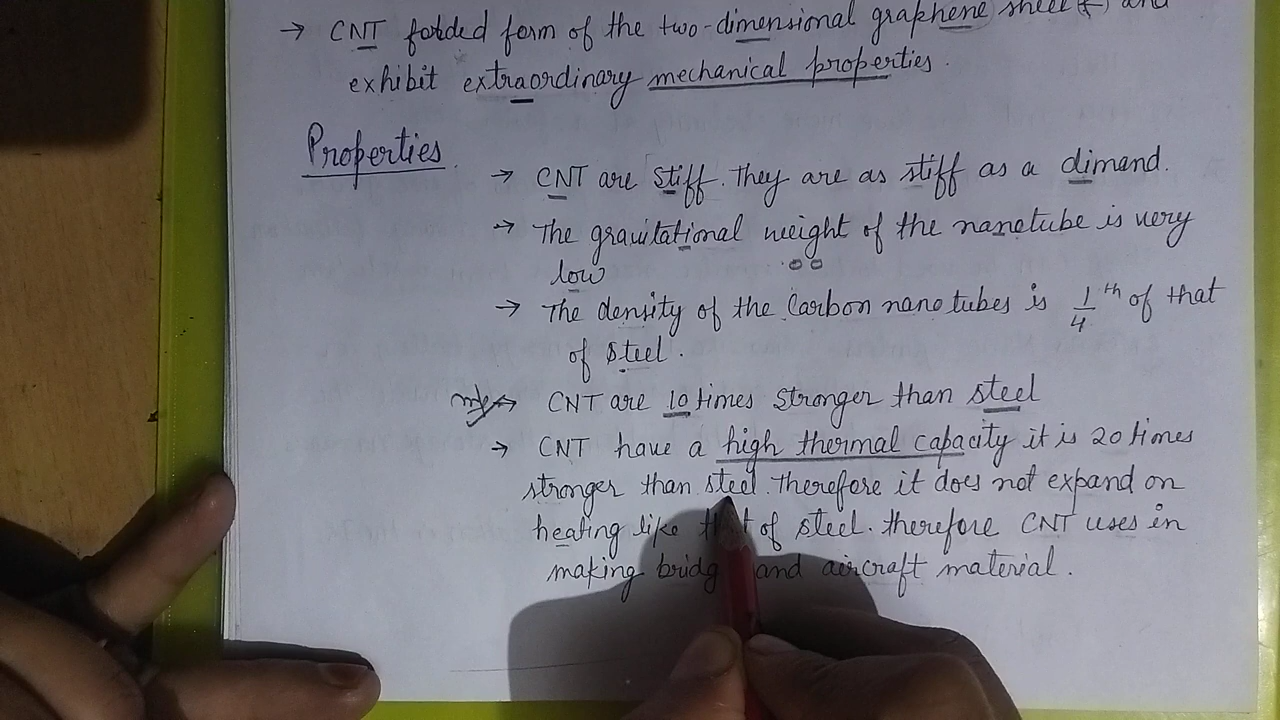 → CNT folded form of the two-dimensional graphene sheet and
exhibit extraordinary mechanical properties.
Properties
→ CNT are stiff. They are as stiff as a dimand.
→ The gravitational weight of the nanotube is very
low
→ The density of the Carbon nanotubes is 1/4 th of that
of steel.
→ CNT are 10 times stronger than steel
→ CNT have a high thermal capacity it is 20 times
stronger than steel. Therefore it does not expand on
heating like that of steel. therefore CNT uses in
making and aircraft material.